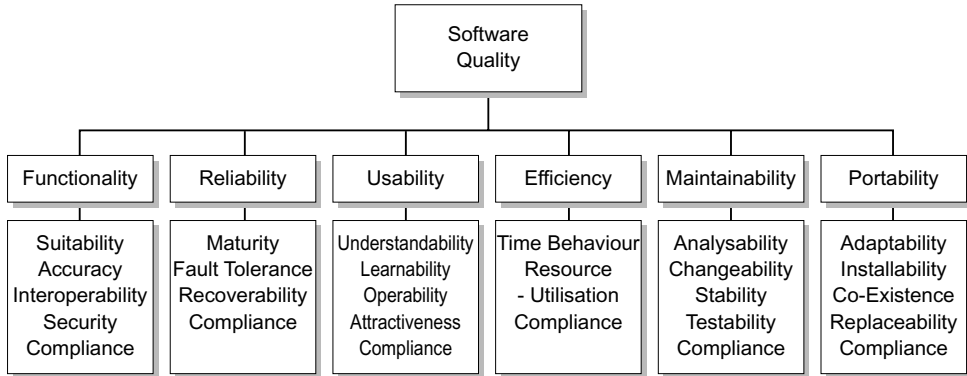 Software
Quality
Functionality
Reliability
Usability
Efficiency
Maintainability
Portability
Suitability
Accuracy
Interoperability
Security
Compliance
Maturity
Fault Tolerance
Recoverability
Compliance
Understandability
Learnability
Operability
Attractiveness
Compliance
Time Behaviour
Resource
- Utilisation
Compliance
Analysability
Changeability
Stability
Testability
Compliance
Adaptability
Installability
Co-Existence
Replaceability
Compliance